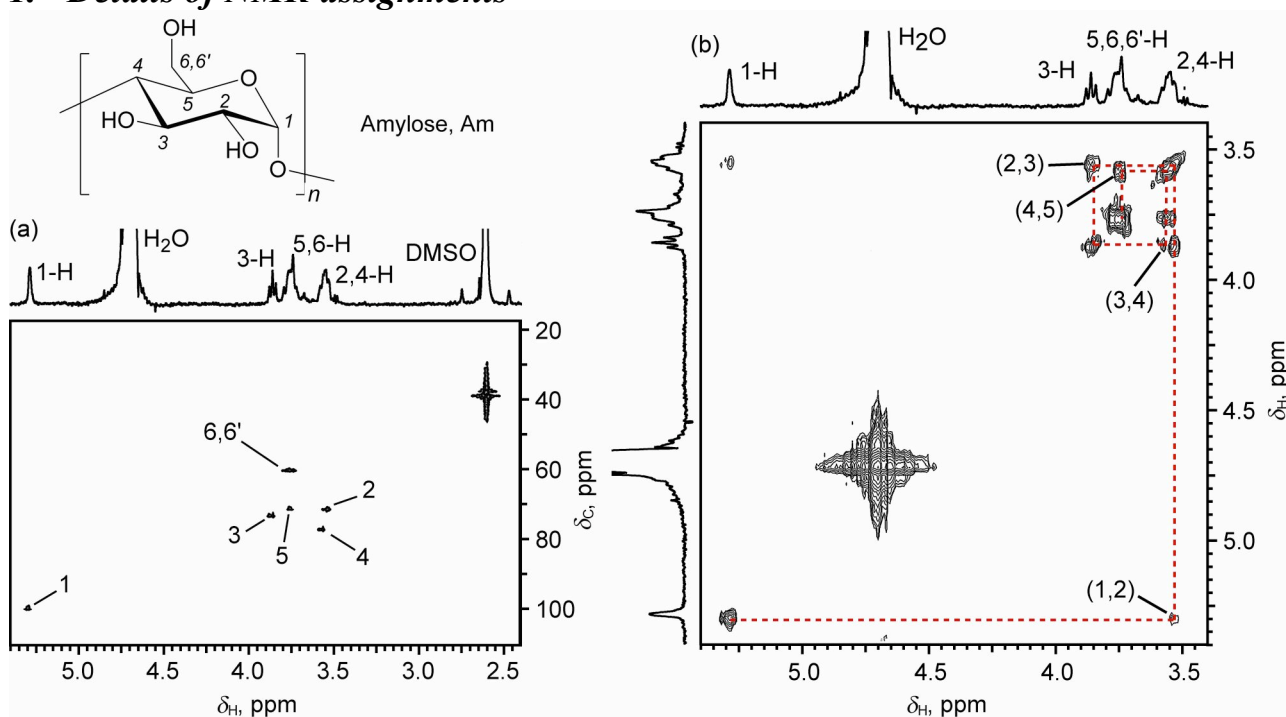 1. Details of NMR assignments
OH
6,6'
4
5
O
2
1
HO
3
HO
O
n
Amylose, Am
(a)
H2O
DMSO
1-H
3-H
5,6-H
2,4-H
6,6'
2
3
5
4
1
20
40
60
80
100
δC, ppm
5.0 4.5 4.0 3.5 3.0 2.5
δH, ppm
(b)
H2O
5,6,6'-H
1-H
3-H
2,4-H
(2,3)
(4,5)
(3,4)
(1,2)
3.5
4.0
4.5
5.0
δH, ppm
5.0 4.5 4.0 3.5
δH, ppm